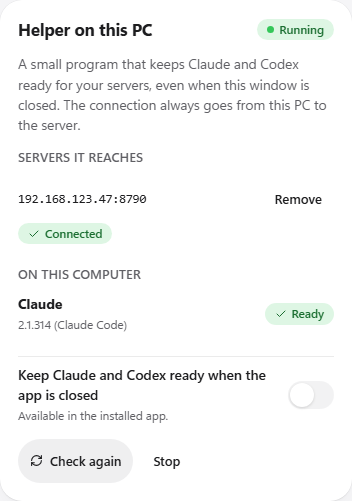 Helper on this PC
Running
A small program that keeps Claude and Codex
ready for your servers, even when this window is
closed. The connection always goes from this PC to
the server.
SERVERS IT REACHES
192.168.123.47:8790
Remove
Connected
ON THIS COMPUTER
Claude
2.1.314 (Claude Code)
Ready
Keep Claude and Codex ready when the
app is closed
Available in the installed app.
Check again
Stop